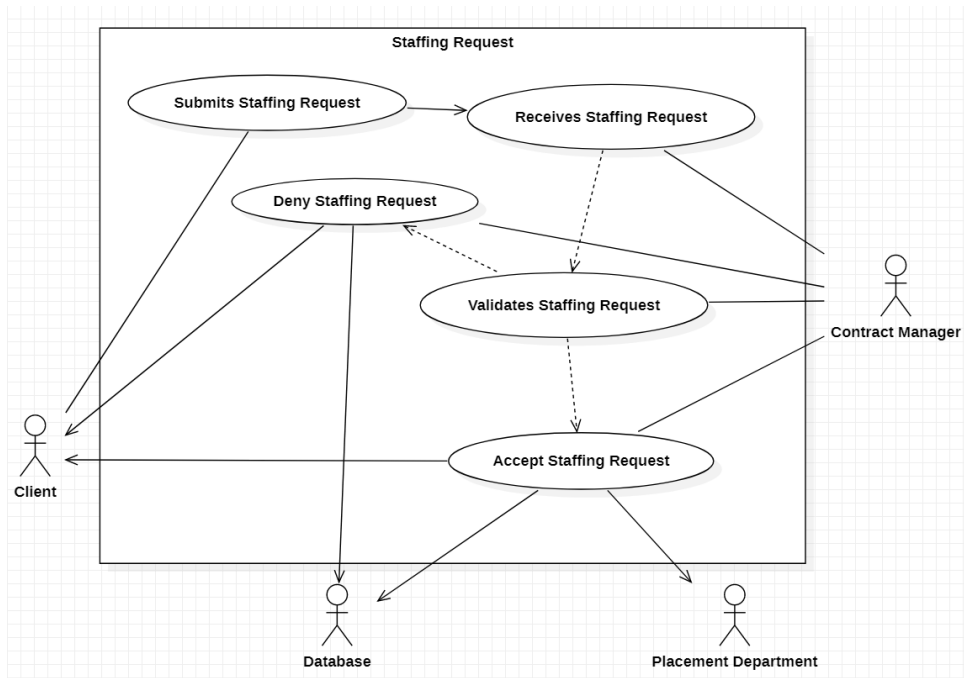 Staffing Request
Submits Staffing Request
Receives Staffing Request
Deny Staffing Request
Validates Staffing Request
Contract Manager
Accept Staffing Request
Client
Database
Placement Department